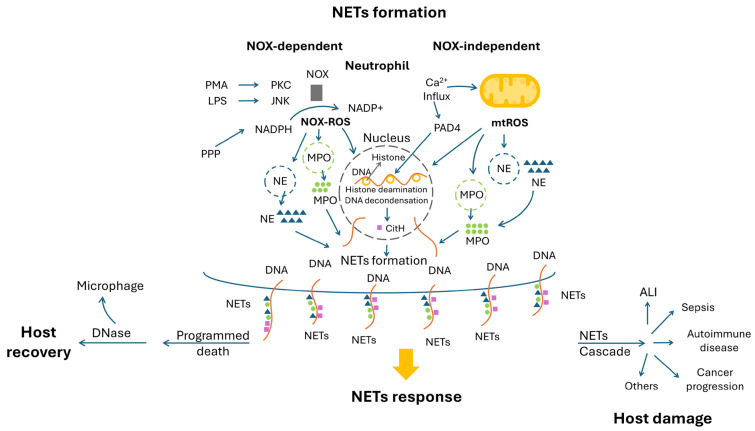 NETs formation
NOX-dependent
NOX-independent
Neutrophil
PMA
PKC
NOX
LPS
JNK
NADP+
NADPH
NOX-ROS
PPP
Ca2+
Influx
PAD4
mtROS
Nucleus
Histone
DNA
Histone deamination
DNA decondensation
CitH
NE
MPO
NE
MPO
NE
NE
MPO
MPO
NETs formation
DNA
DNA
DNA
DNA
DNA
DNA
NETs
NETs
NETs
NETs
NETs
NETs
NETs
Microphage
DNase
Host
recovery
Programmed
death
NETs response
NETs
Cascade
ALI
Sepsis
Autoimmune
disease
Cancer
progression
Others
Host damage